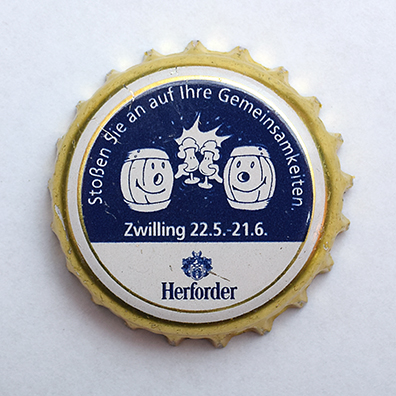 Stoßen Sie an auf Ihre Gemeinsamkeiten.
Zwilling 22.5.-21.6.
Herforder